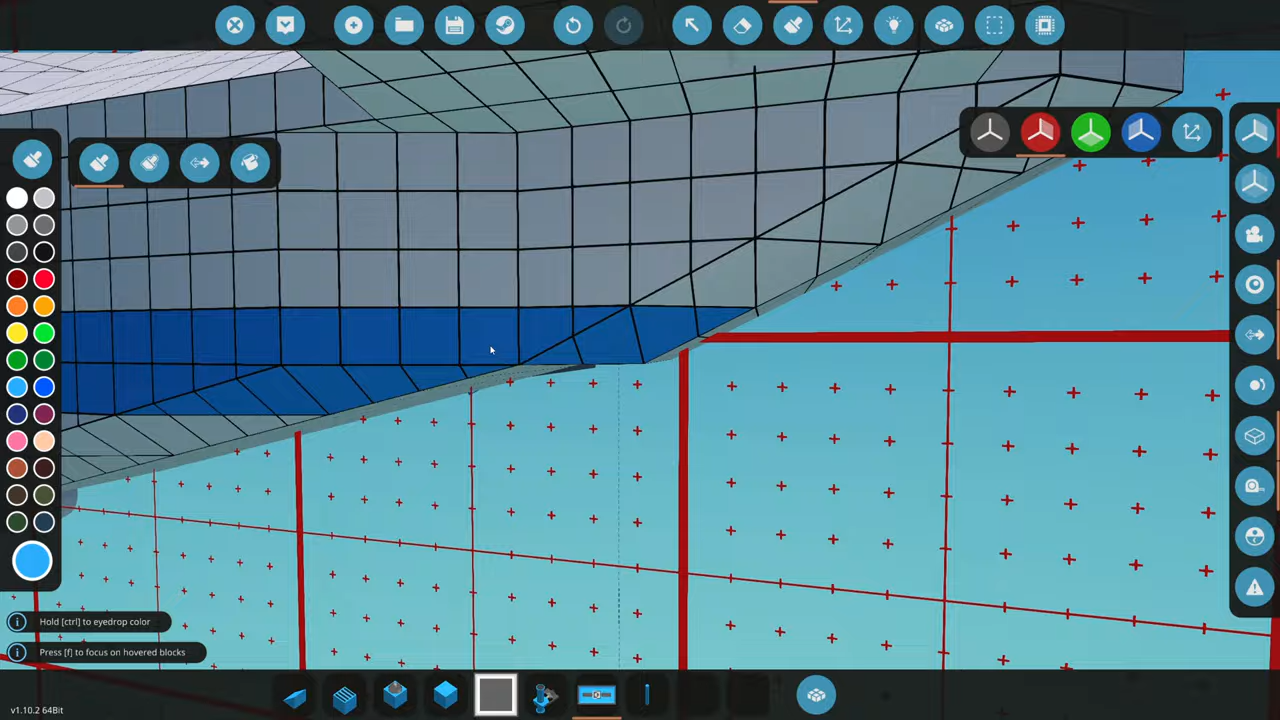 Hold [ctrl] to eyedrop color
Press [f] to focus on hovered blocks
v1.10.2 64Bit